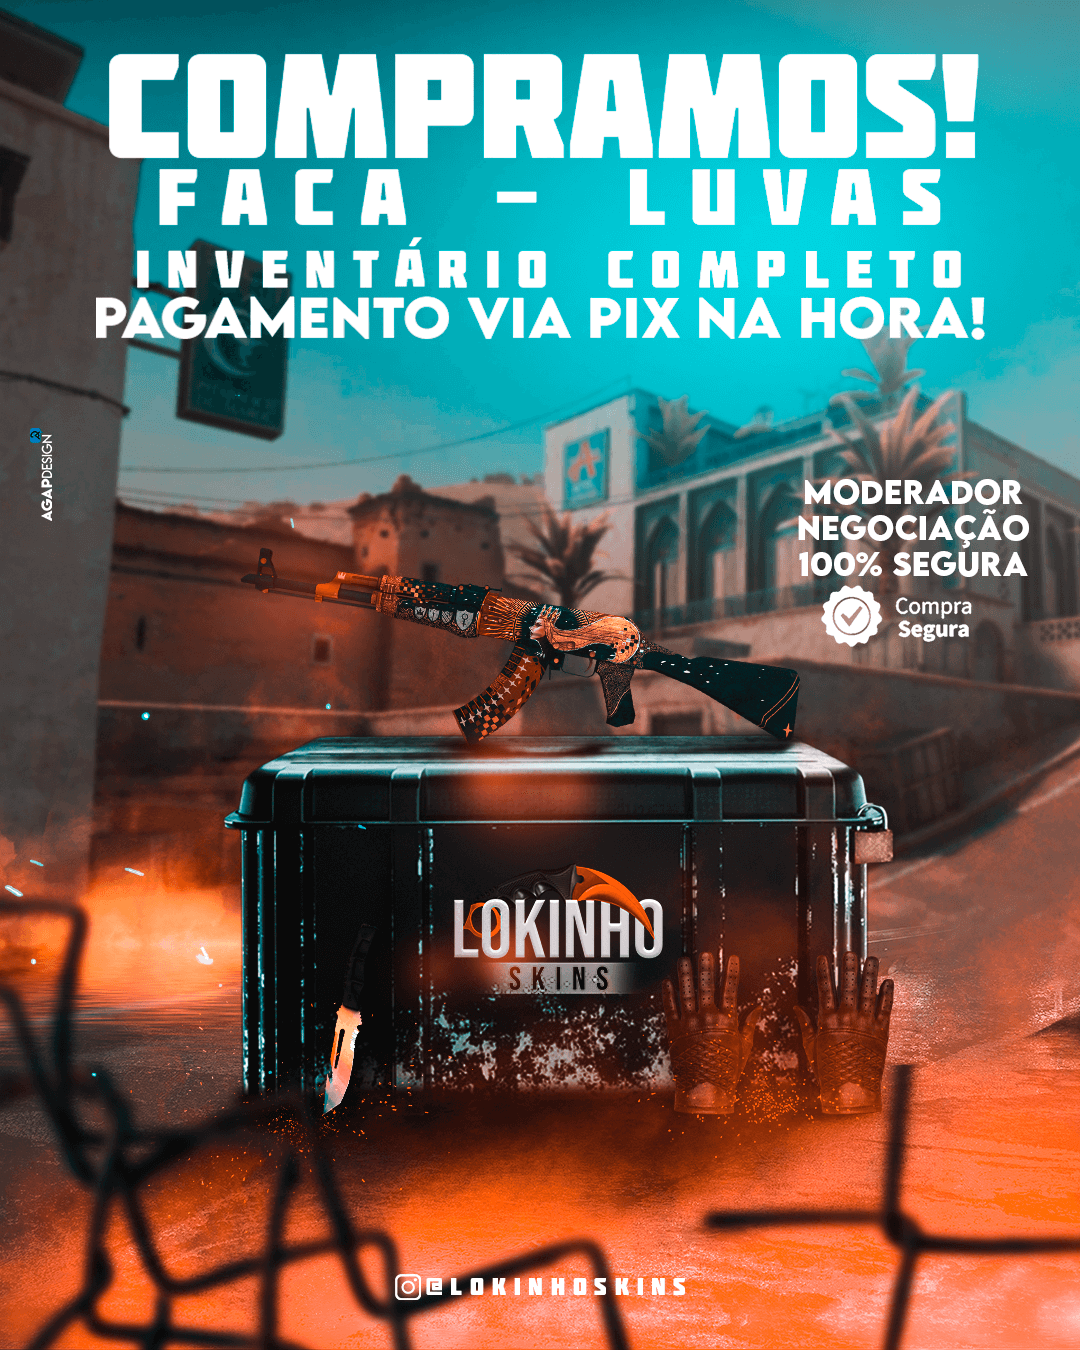 COMPRAMOS!
FACA - LUVAS
INVENTÁRIO COMPLETO
PAGAMENTO VIA PIX NA HORA!
AGAPDESIGN
MODERADOR
NEGOCIAÇÃO
100% SEGURA
Compra
Segura
LOKINHO
SKINS
@LOKINHOSKINS